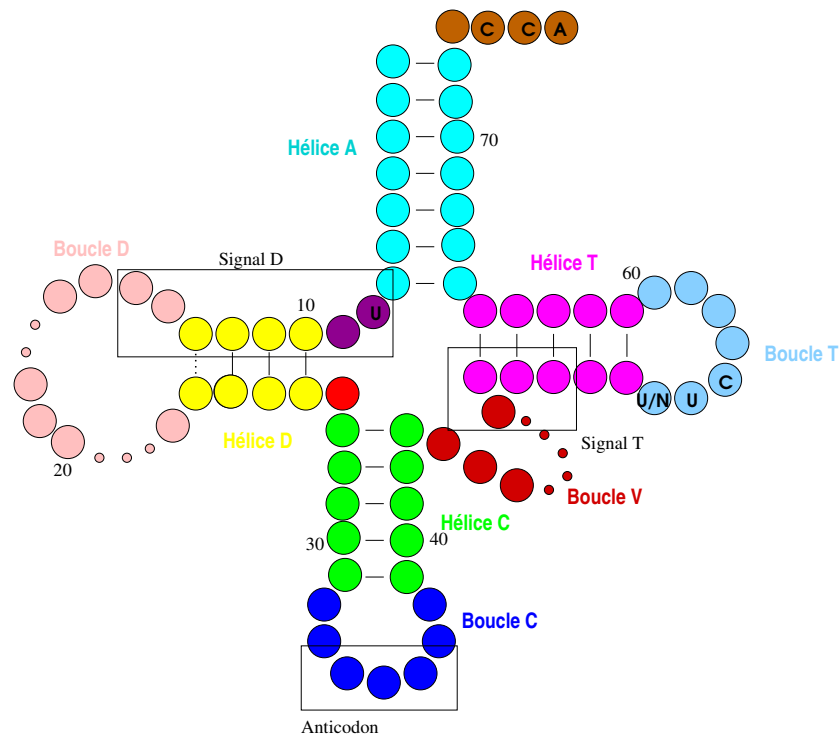 C C A
70
Hélice A
Boucle D
Signal D
Hélice T
60
10
U
Boucle T
C
U/N U
Hélice D
Signal T
20
Boucle V
Hélice C
30
40
Boucle C
Anticodon